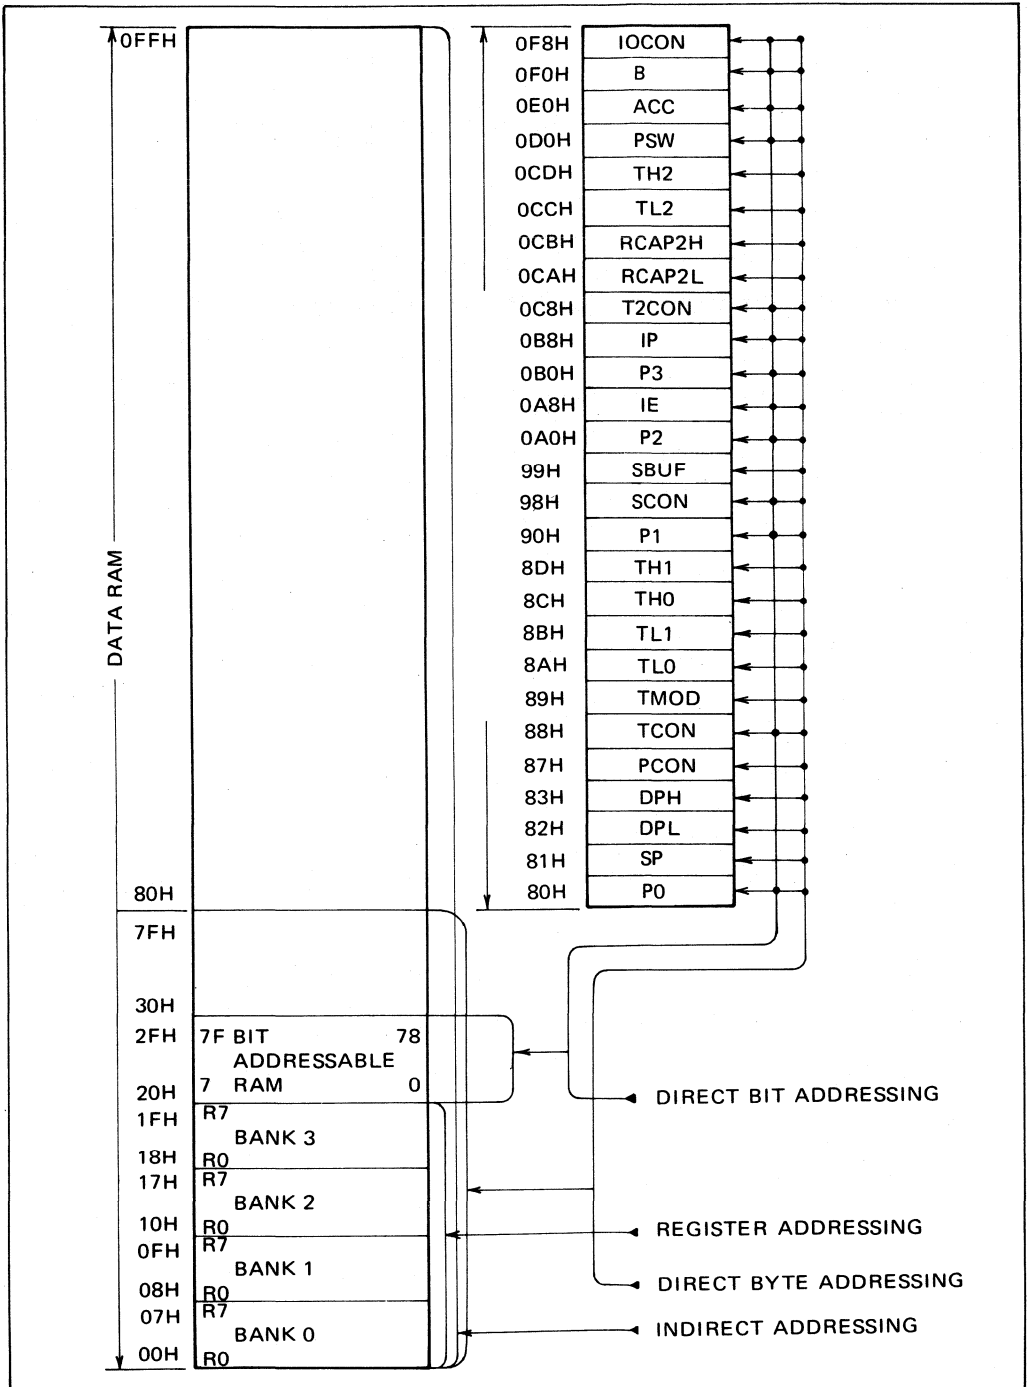 0FFH
DATA RAM
80H
7FH
30H
2FH 7F BIT 78
ADDRESSABLE
20H 7 RAM 0
1FH R7
BANK 3
18H R0
17H R7
BANK 2
10H R0
0FH R7
BANK 1
08H R0
07H R7
BANK 0
00H R0
0F8H IOCON
0F0H B
0E0H ACC
0D0H PSW
0CDH TH2
0CCH TL2
0CBH RCAP2H
0CAH RCAP2L
0C8H T2CON
0B8H IP
0B0H P3
0A8H IE
0A0H P2
99H SBUF
98H SCON
90H P1
8DH TH1
8CH TH0
8BH TL1
8AH TL0
89H TMOD
88H TCON
87H PCON
83H DPH
82H DPL
81H SP
80H P0
DIRECT BIT ADDRESSING
REGISTER ADDRESSING
DIRECT BYTE ADDRESSING
INDIRECT ADDRESSING